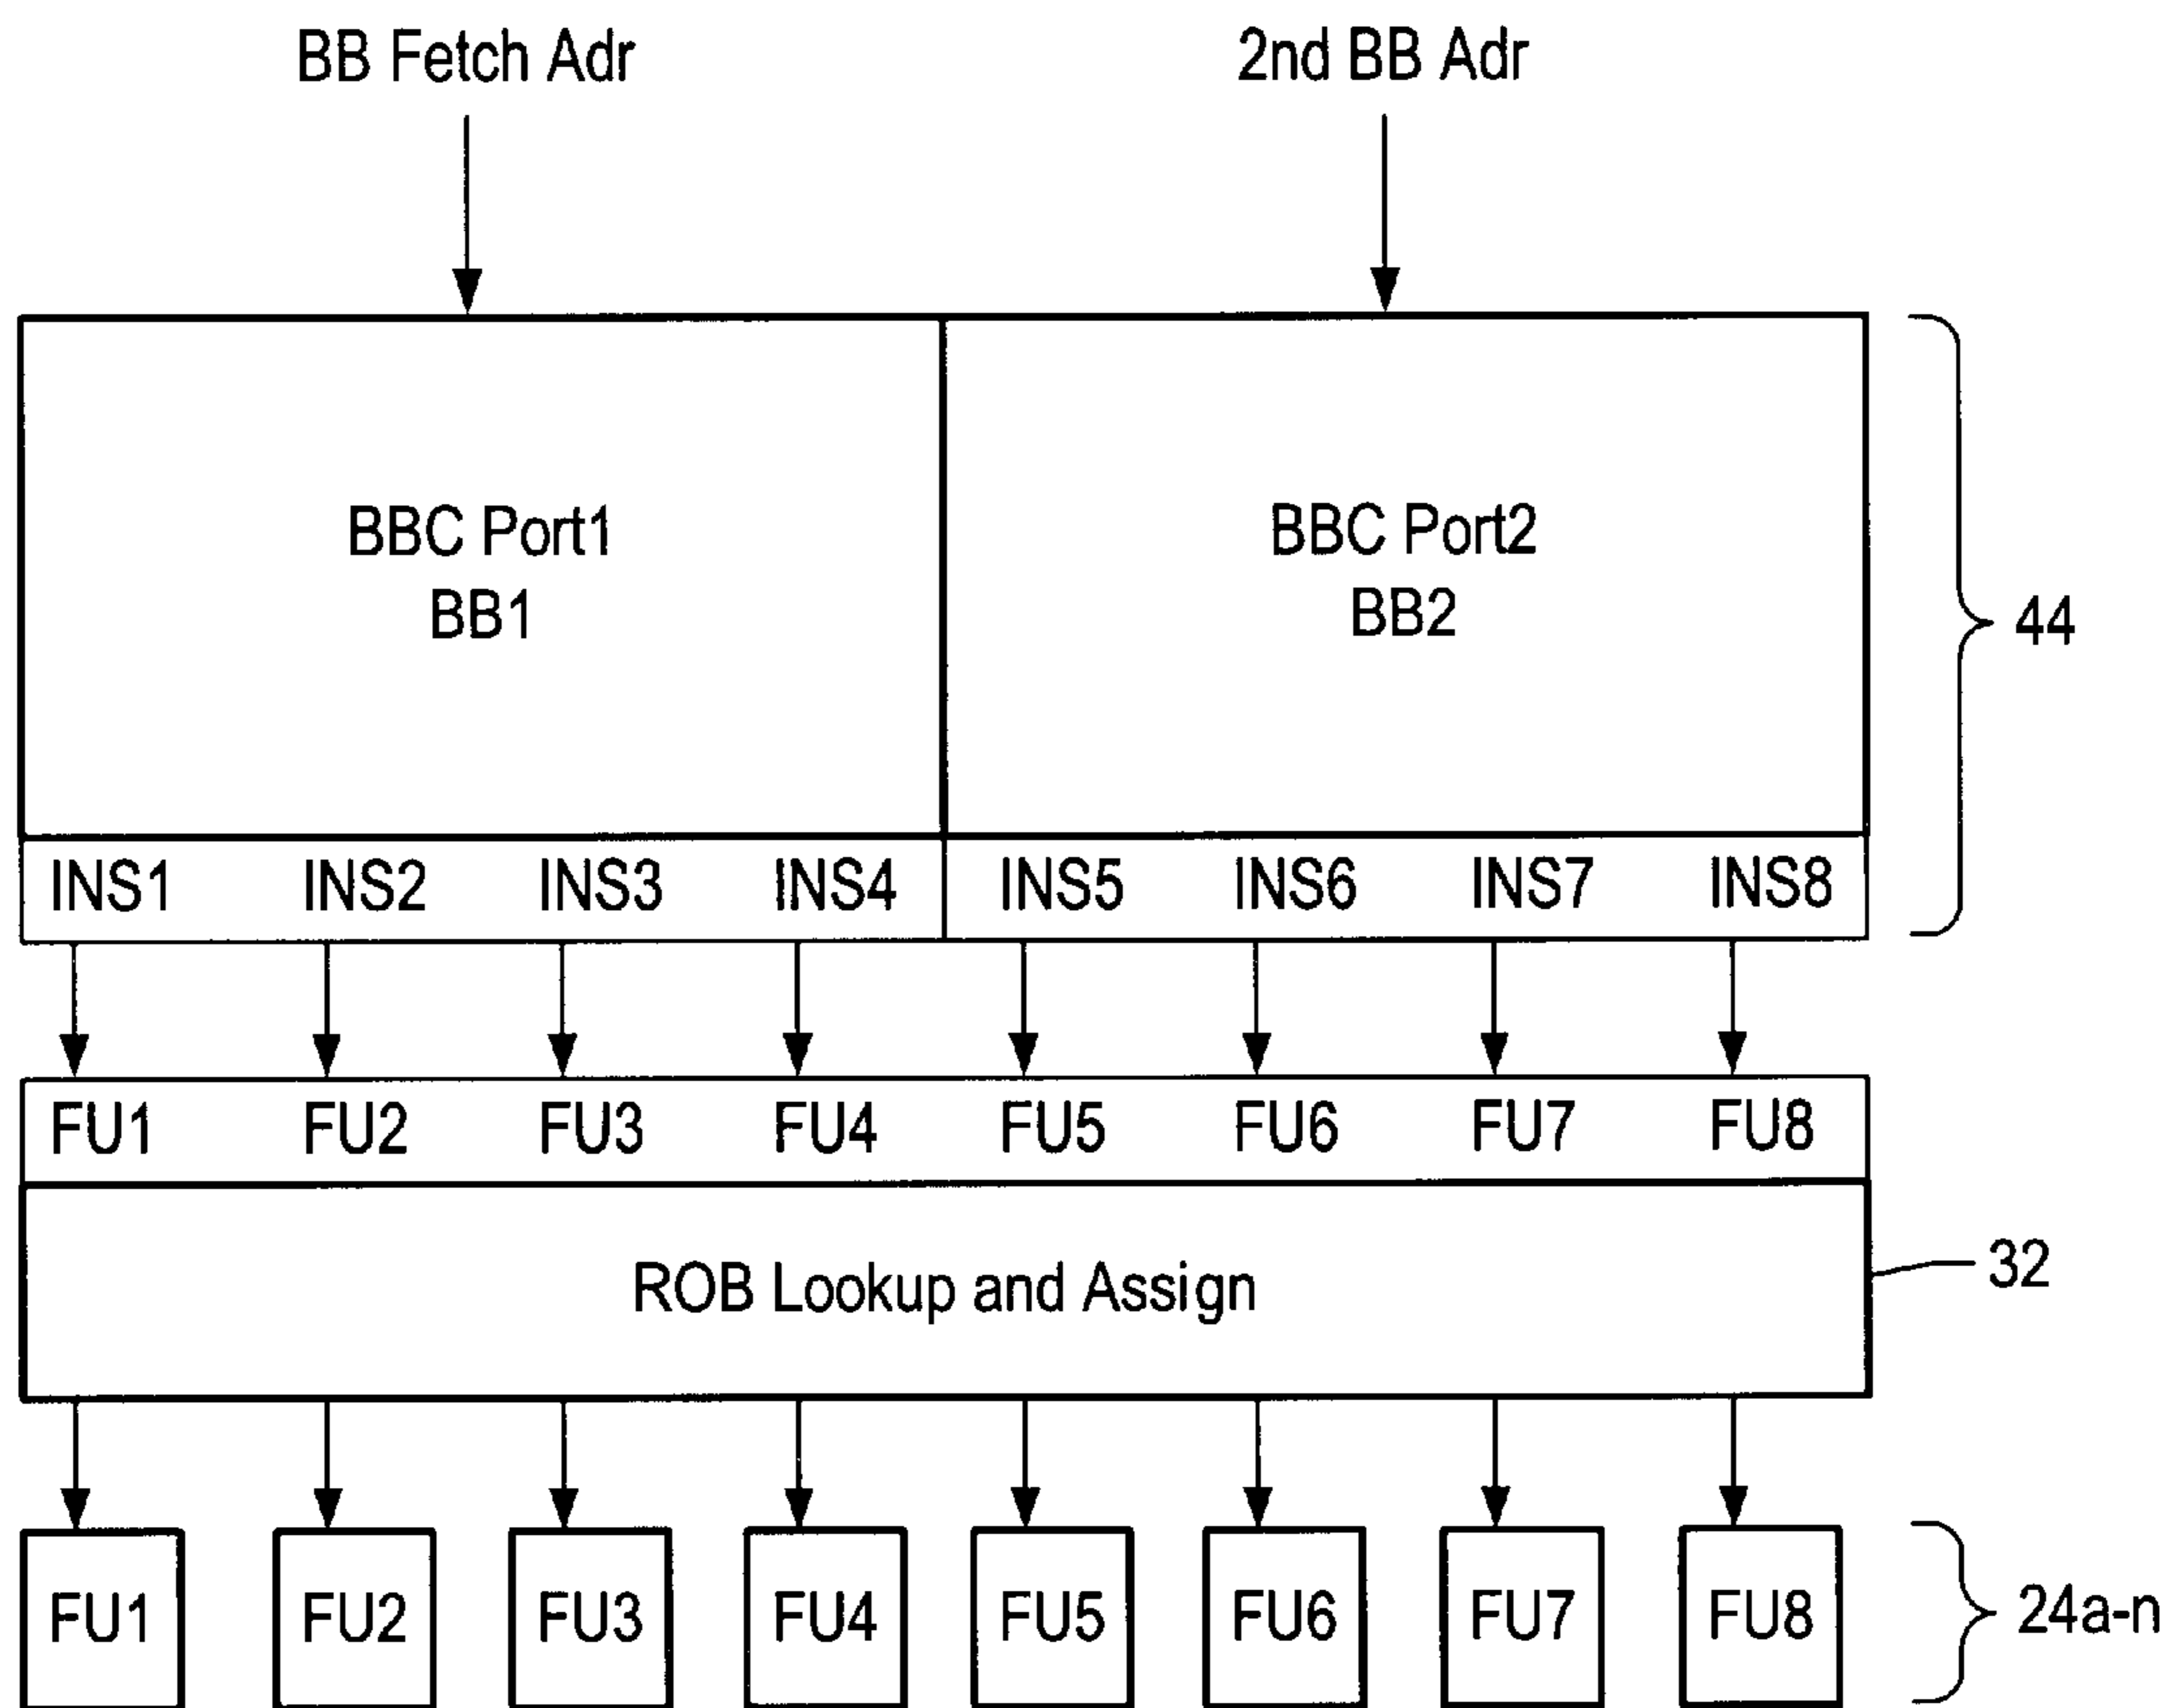 BB Fetch Adr
2nd BB Adr
BBC Port1
BB1
BBC Port2
BB2
44
INS1 INS2 INS3 INS4 INS5 INS6 INS7 INS8
FU1 FU2 FU3 FU4 FU5 FU6 FU7 FU8
ROB Lookup and Assign
32
FU1 FU2 FU3 FU4 FU5 FU6 FU7 FU8
24a-n